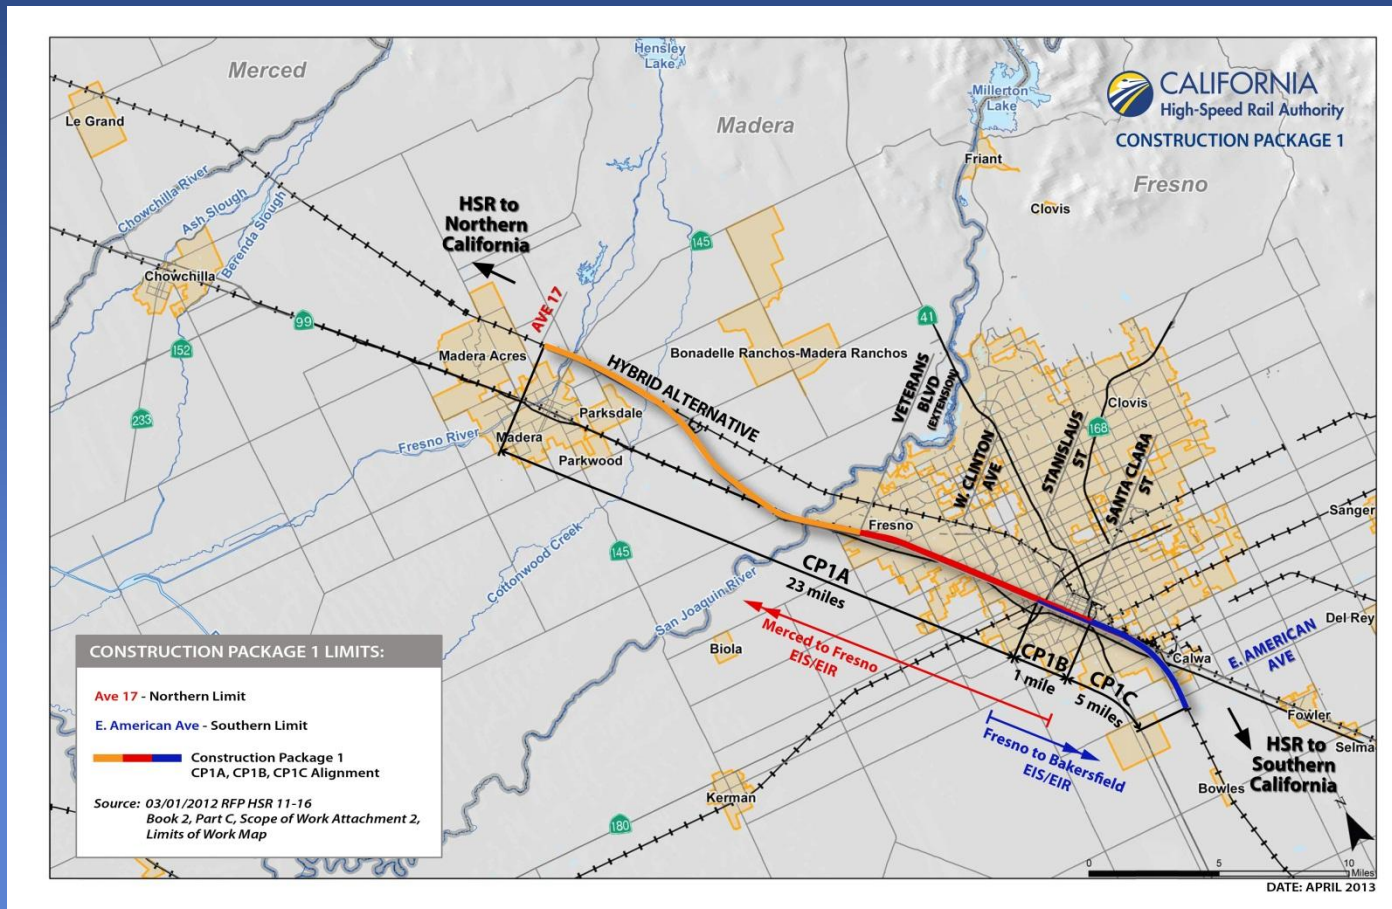 CALIFORNIA
High-Speed Rail Authority
CONSTRUCTION PACKAGE 1
Merced
Madera
Fresno
Hensley
Lake
Millerton
Lake
Le Grand
Friant
Clovis
Chowchilla River
Ash Slough
Berenda Slough
Chowchilla
HSR to
Northern
California
145
AVE 17
99
152
233
41
Madera Acres
Bonadelle Ranchos-Madera Ranchos
HYBRID ALTERNATIVE
VETERANS
BLVD
(EXTENSION)
Parksdale
Madera
Fresno River
Parkwood
Clovis
168
W. CLINTON
AVE
STANISLAUS
ST
SANTA CLARA
ST
Fresno
Sanger
Cottonwood Creek
145
San Joaquin River
CP1A
23 miles
Merced to Fresno
EIS/EIR
Biola
CP1B
1 mile
CP1C
5 miles
Calwa
Del Rey
E. AMERICAN
AVE
Fowler
Selma
Fresno to Bakersfield
EIS/EIR
HSR to
Southern
California
Bowles
Kerman
180
CONSTRUCTION PACKAGE 1 LIMITS:
Ave 17 - Northern Limit
E. American Ave - Southern Limit
Construction Package 1
CP1A, CP1B, CP1C Alignment
Source: 03/01/2012 RFP HSR 11-16
Book 2, Part C, Scope of Work Attachment 2,
Limits of Work Map
N
0 5 10
Miles
DATE: APRIL 2013